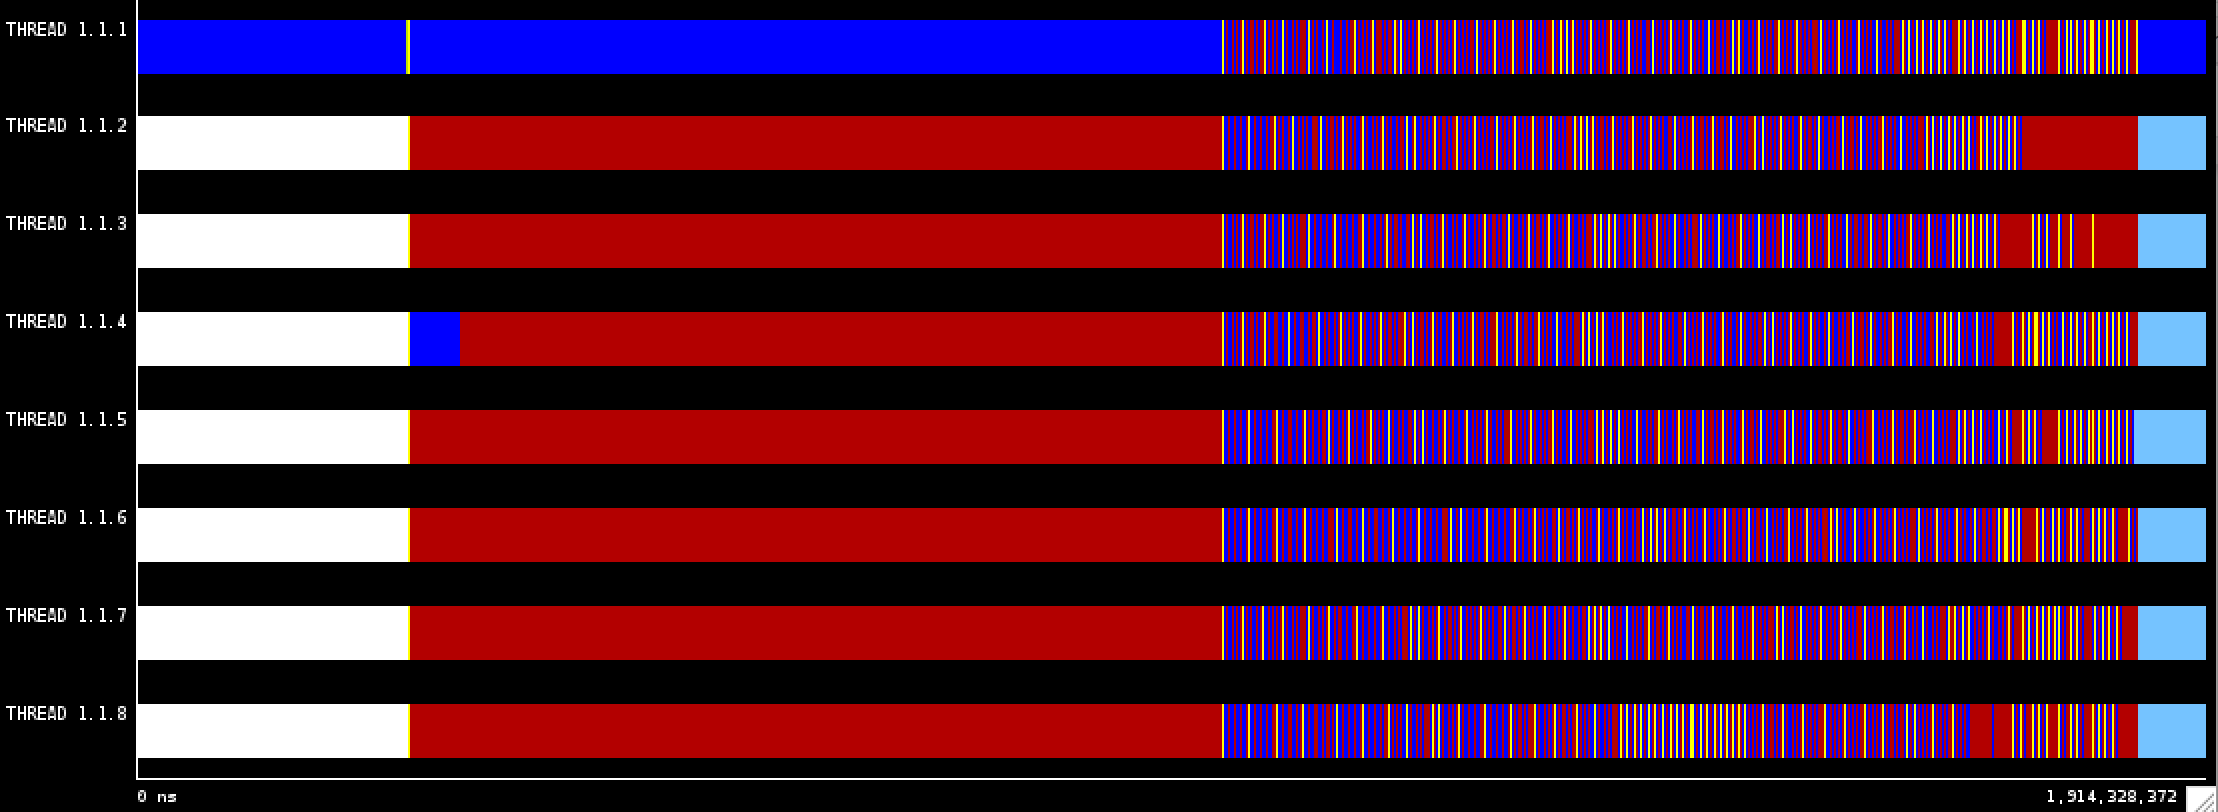 THREAD 1.1.1
THREAD 1.1.2
THREAD 1.1.3
THREAD 1.1.4
THREAD 1.1.5
THREAD 1.1.6
THREAD 1.1.7
THREAD 1.1.8
0 ns 1,914,328,372